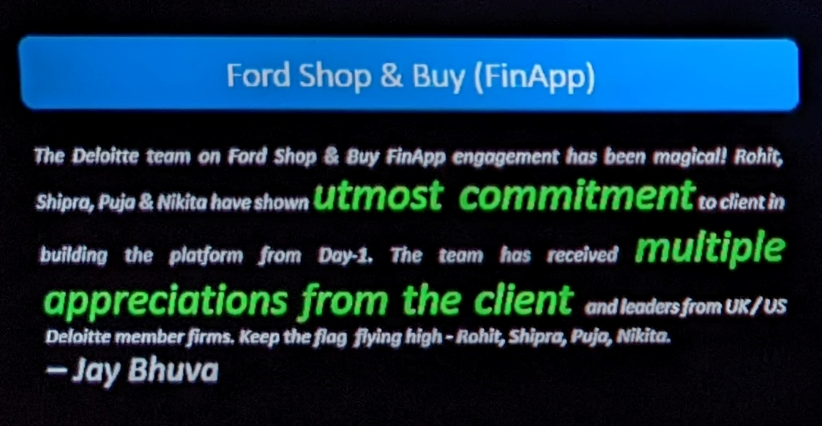 Ford Shop & Buy (FinApp)
The Deloitte team on Ford Shop & Buy FinApp engagement has been magical! Rohit,
Shipra, Puja & Nikita have shown utmost commitment to client in
building the platform from Day-1. The team has received multiple
appreciations from the client and leaders from UK/US
Deloitte member firms. Keep the flag flying high - Rohit, Shipra, Puja, Nikita.
– Jay Bhuva